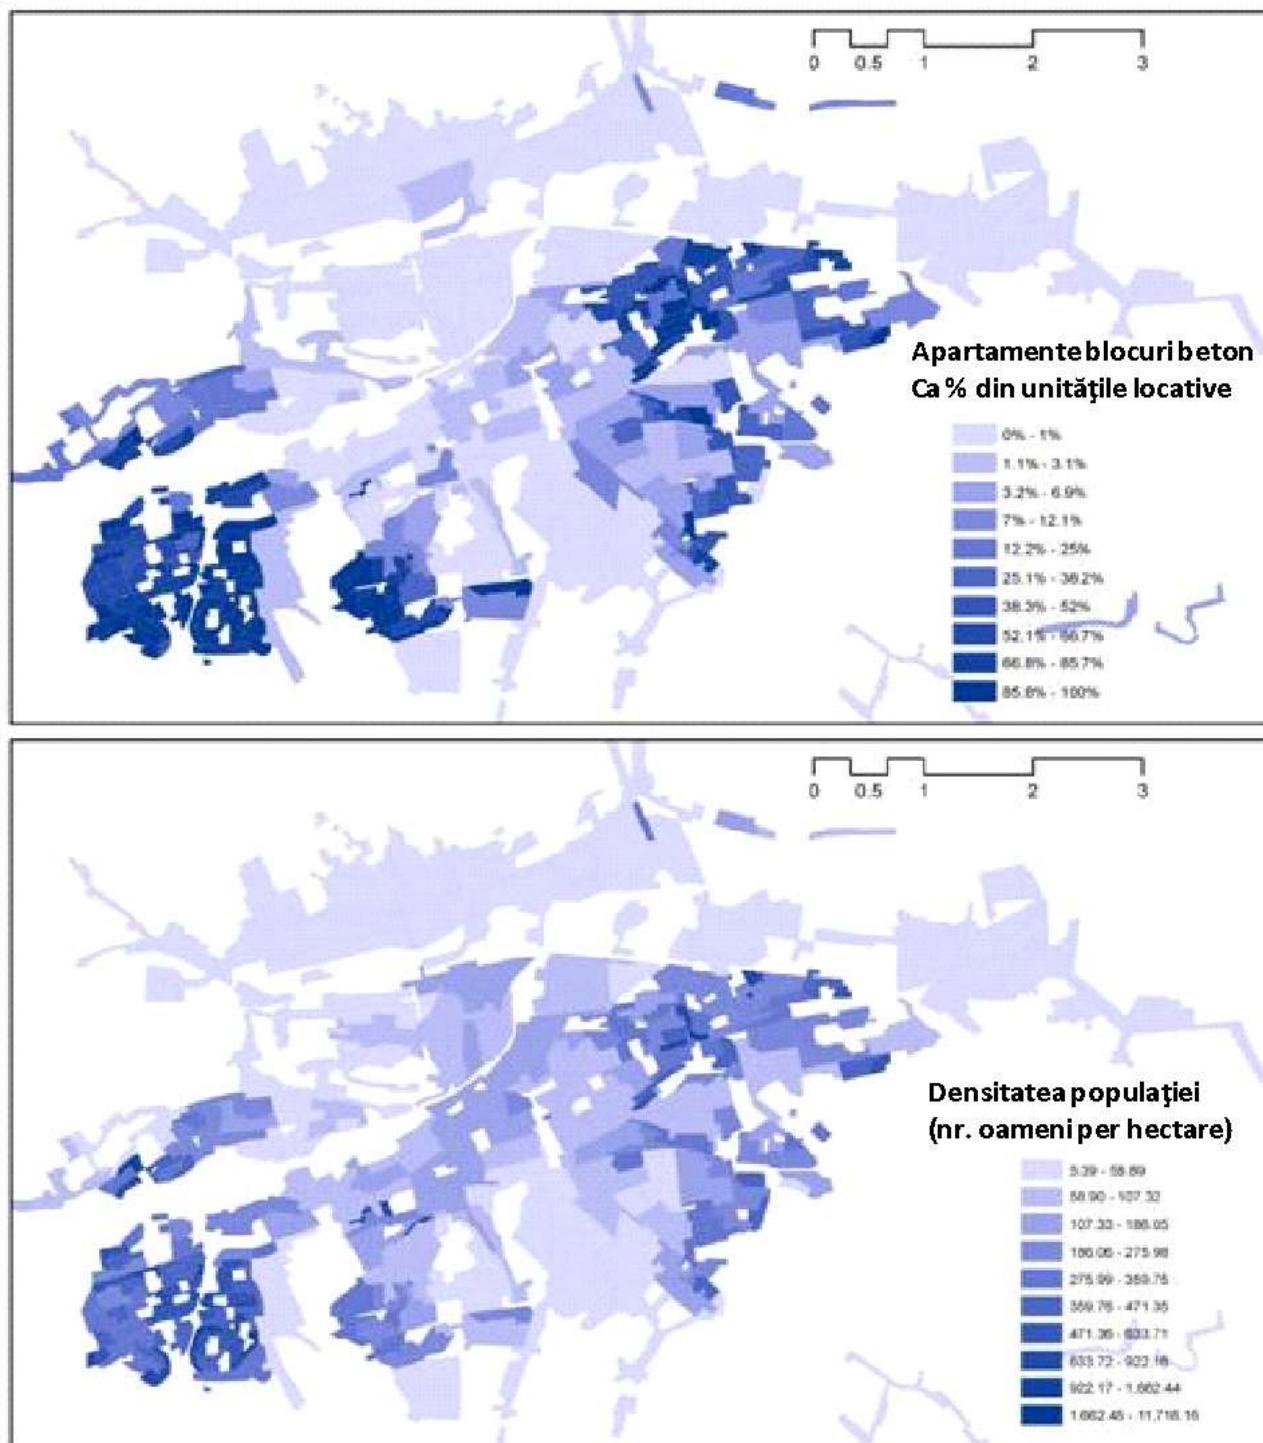 0 0.5 1 2 3
Apartamente blocuri beton
Ca % din unităţile locative
0% - 1%
1.1% - 3.1%
3.2% - 6.9%
7% - 12.1%
12.2% - 25%
25.1% - 38.2%
38.3% - 52%
52.1% - 66.7%
66.8% - 85.7%
85.8% - 100%
0 0.5 1 2 3
Densitatea populaţiei
(nr. oameni per hectare)
58.90 - 107.32
107.33 - 186.05
186.06 - 275.98
275.99 - 359.75
359.76 - 471.35
471.36 - 633.71
633.72 - 922.16
922.17 - 1,662.44
1,662.45 - 11,718.16